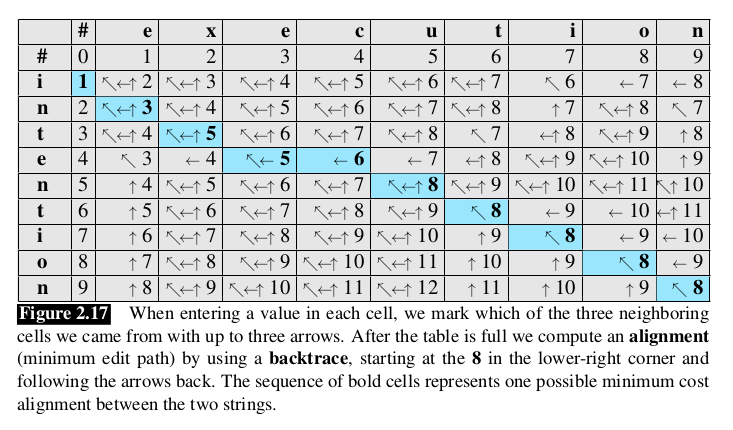 # e x e c u t i o n
# 0 1 2 3 4 5 6 7 8 9
i 1 ↖←↑ 2 ↖←↑ 3 ↖←↑ 4 ↖←↑ 5 ↖←↑ 6 ↖←↑ 7 ↖ 6 ← 7 ← 8
n 2 ↖←↑ 3 ↖←↑ 4 ↖←↑ 5 ↖←↑ 6 ↖←↑ 7 ↖←↑ 8 ↑ 7 ↖←↑ 8 ↖ 7
t 3 ↖←↑ 4 ↖←↑ 5 ↖←↑ 6 ↖←↑ 7 ↖←↑ 8 ↖ 7 ←↑ 8 ↖←↑ 9 ↑ 8
e 4 ↖ 3 ← 4 ↖← 5 ← 6 ← 7 ←↑ 8 ↖←↑ 9 ↖←↑ 10 ↑ 9
n 5 ↑ 4 ↖←↑ 5 ↖←↑ 6 ↖←↑ 7 ↖←↑ 8 ↖←↑ 9 ↖←↑ 10 ↖←↑ 11 ↖↑ 10
t 6 ↑ 5 ↖←↑ 6 ↖←↑ 7 ↖←↑ 8 ↖←↑ 9 ↖ 8 ← 9 ← 10 ←↑ 11
i 7 ↑ 6 ↖←↑ 7 ↖←↑ 8 ↖←↑ 9 ↖←↑ 10 ↑ 9 ↖ 8 ← 9 ← 10
o 8 ↑ 7 ↖←↑ 8 ↖←↑ 9 ↖←↑ 10 ↖←↑ 11 ↑ 10 ↑ 9 ↖ 8 ← 9
n 9 ↑ 8 ↖←↑ 9 ↖←↑ 10 ↖←↑ 11 ↖←↑ 12 ↑ 11 ↑ 10 ↑ 9 ↖ 8
Figure 2.17 When entering a value in each cell, we mark which of the three neighboring
cells we came from with up to three arrows. After the table is full we compute an alignment
(minimum edit path) by using a backtrace, starting at the 8 in the lower-right corner and
following the arrows back. The sequence of bold cells represents one possible minimum cost
alignment between the two strings.